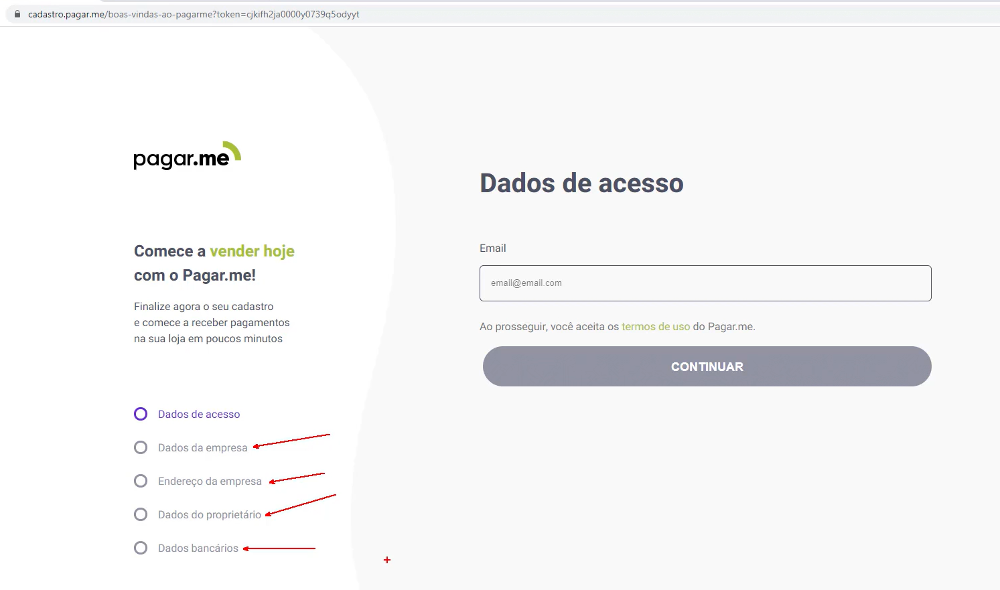 cadastro.pagar.me/boas-vindas-ao-pagarme?token=cjkifh2ja0000y0739q5odyyt
pagar.me
Comece a vender hoje
com o Pagar.me!
Finalize agora o seu cadastro
e comece a receber pagamentos
na sua loja em poucos minutos
Dados de acesso
Dados da empresa
Endereço da empresa
Dados do proprietário
Dados bancários
Dados de acesso
Email
email@email.com
Ao prosseguir, você aceita os termos de uso do Pagar.me.
CONTINUAR